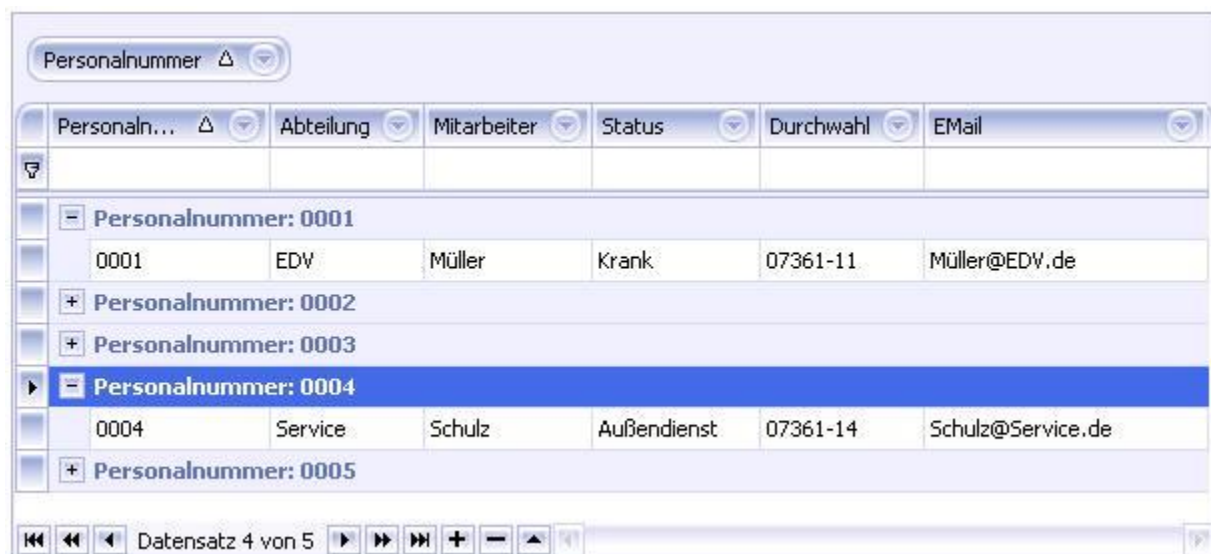 Personalnummer
Personaln... Abteilung Mitarbeiter Status Durchwahl EMail
Personalnummer: 0001
0001 EDV Müller Krank 07361-11 Müller@EDV.de
Personalnummer: 0002
Personalnummer: 0003
Personalnummer: 0004
0004 Service Schulz Außendienst 07361-14 Schulz@Service.de
Personalnummer: 0005
Datensatz 4 von 5